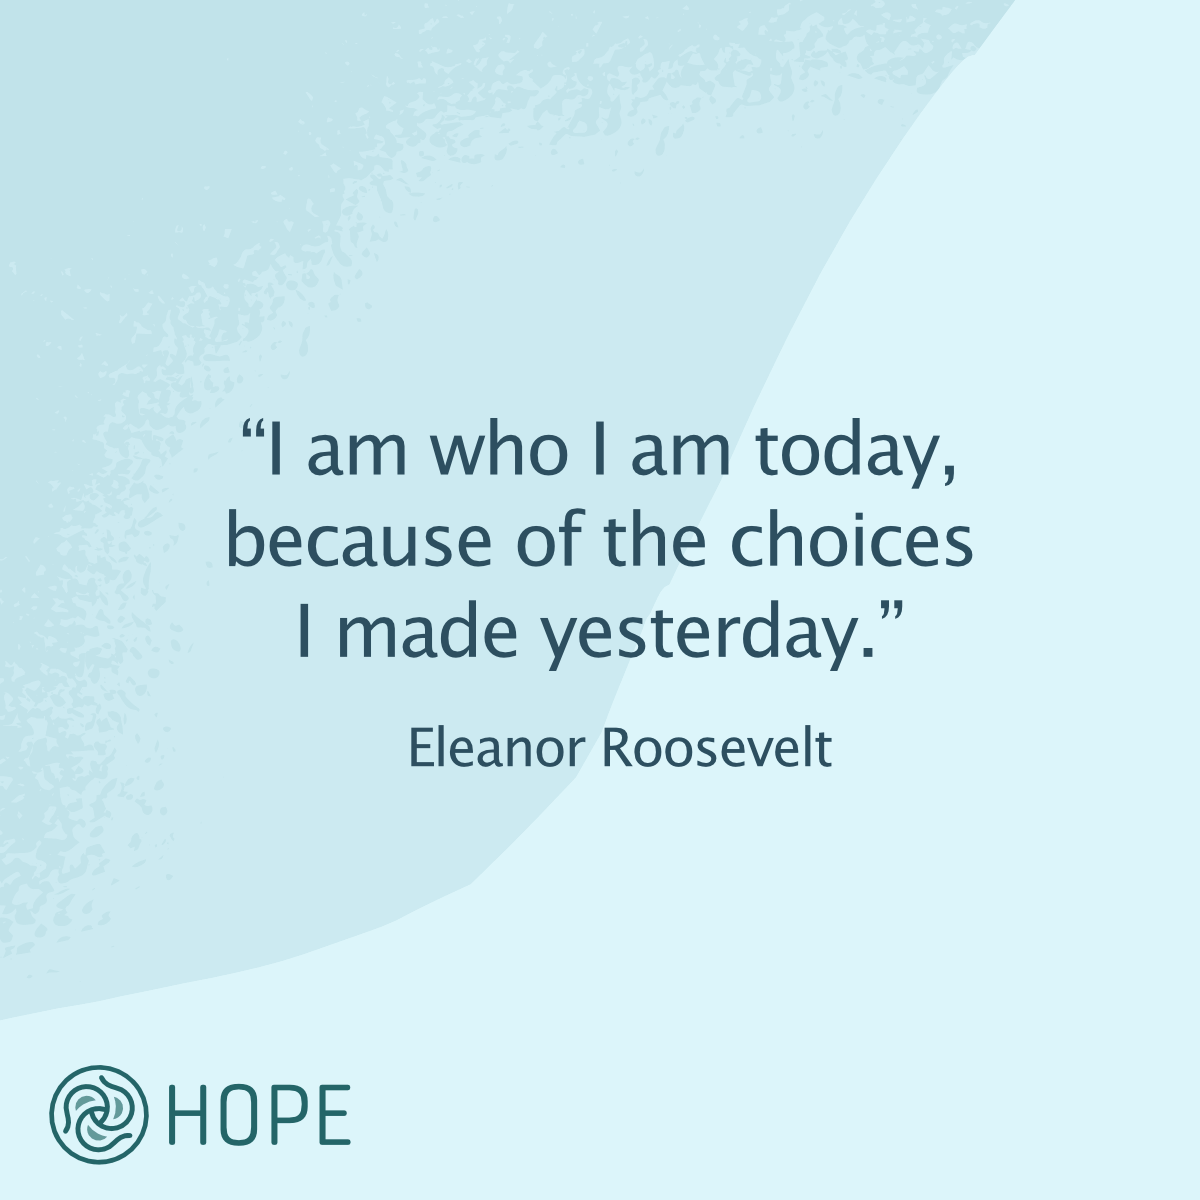 “I am who I am today,
because of the choices
I made yesterday.”
Eleanor Roosevelt
HOPE